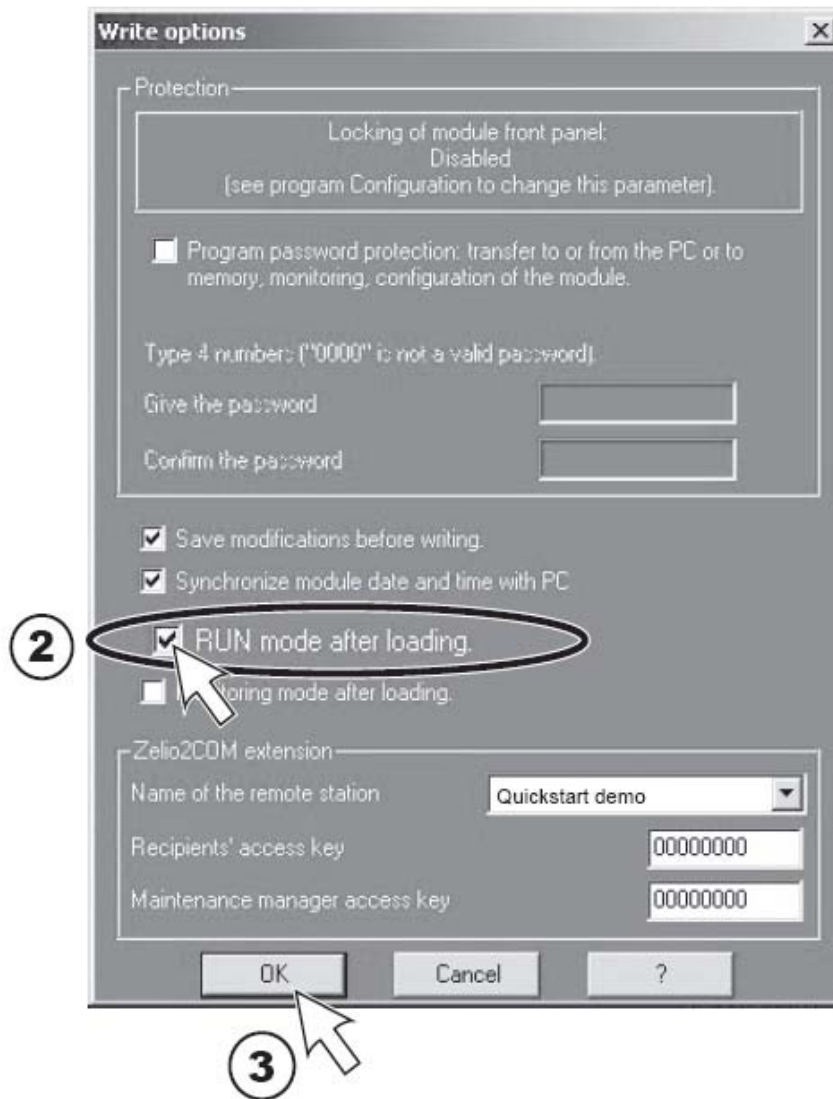 Write options
Protection
Locking of module front panel:
Disabled
(see program Configuration to change this parameter).
Program password protection: transfer to or from the PC or to
memory, monitoring, configuration of the module.
Type 4 numbers ("0000" is not a valid password).
Give the password
Confirm the password
Save modifications before writing.
Synchronize module date and time with PC
2
RUN mode after loading.
mode after loading.
Zelio2COM extension
Name of the remote station
Quickstart demo
Recipients' access key
00000000
Maintenance manager access key
00000000
OK
Cancel
?
3